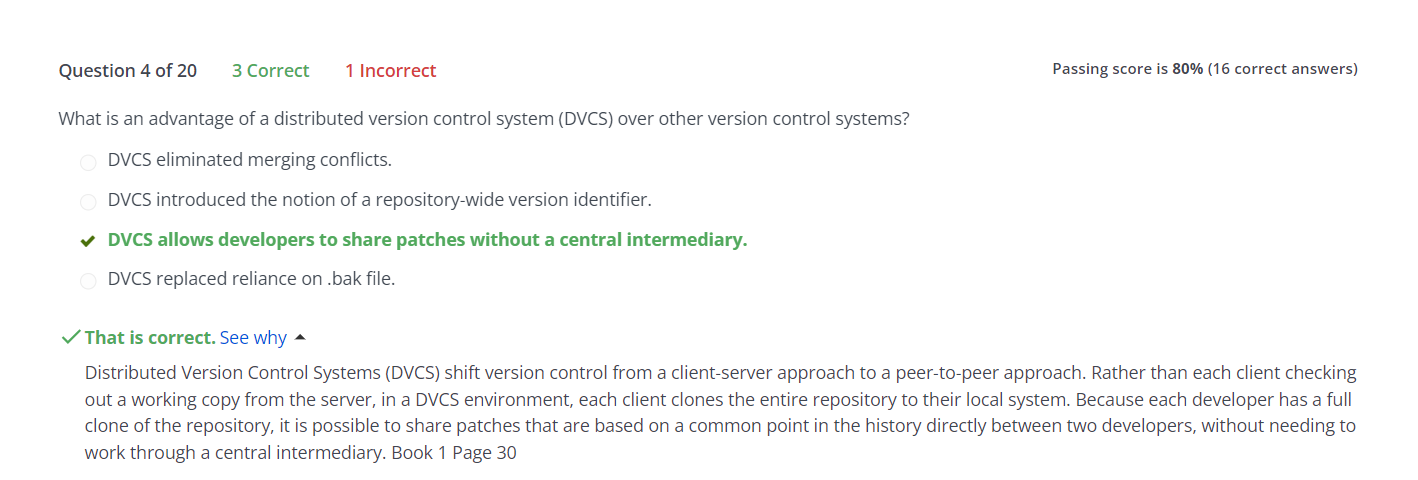 Question 4 of 20 3 Correct 1 Incorrect Passing score is 80% (16 correct answers)
What is an advantage of a distributed version control system (DVCS) over other version control systems?
DVCS eliminated merging conflicts.
DVCS introduced the notion of a repository-wide version identifier.
DVCS allows developers to share patches without a central intermediary.
DVCS replaced reliance on .bak file.
That is correct. See why
Distributed Version Control Systems (DVCS) shift version control from a client-server approach to a peer-to-peer approach. Rather than each client checking
out a working copy from the server, in a DVCS environment, each client clones the entire repository to their local system. Because each developer has a full
clone of the repository, it is possible to share patches that are based on a common point in the history directly between two developers, without needing to
work through a central intermediary. Book 1 Page 30